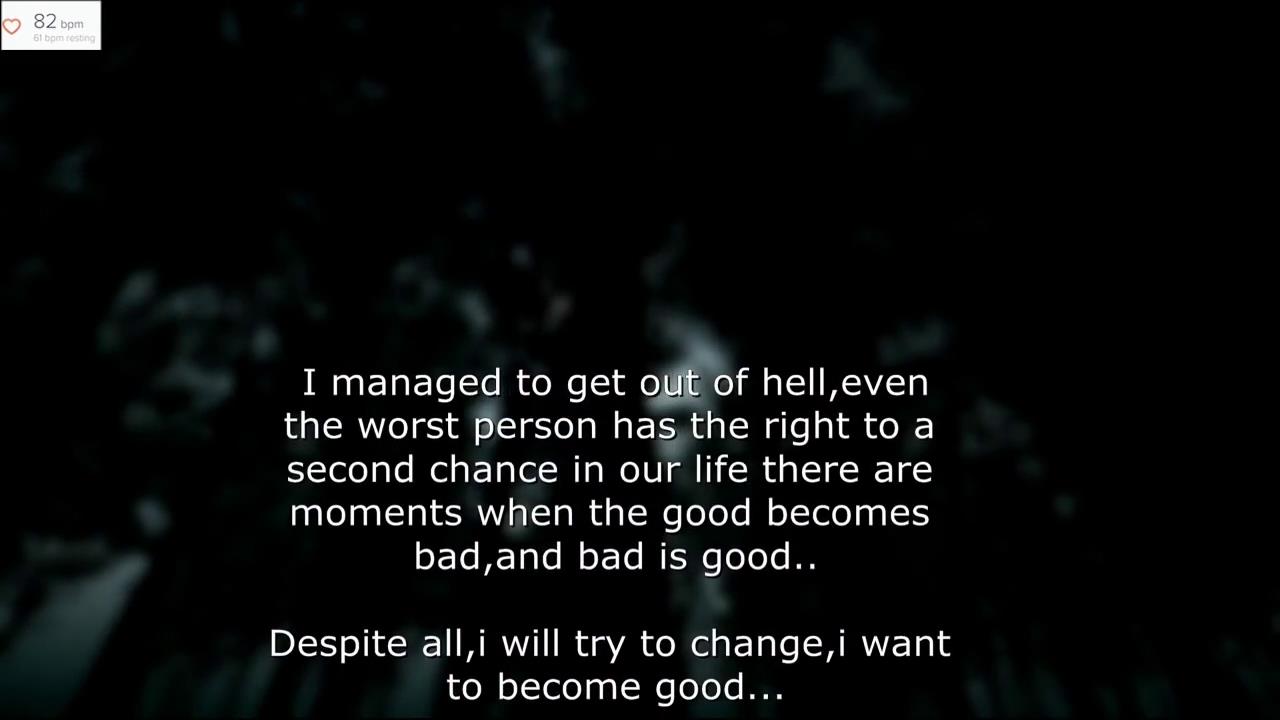 82 bpm
61 bpm resting
I managed to get out of hell,even
the worst person has the right to a
second chance in our life there are
moments when the good becomes
bad,and bad is good..
Despite all,i will try to change,i want
to become good...